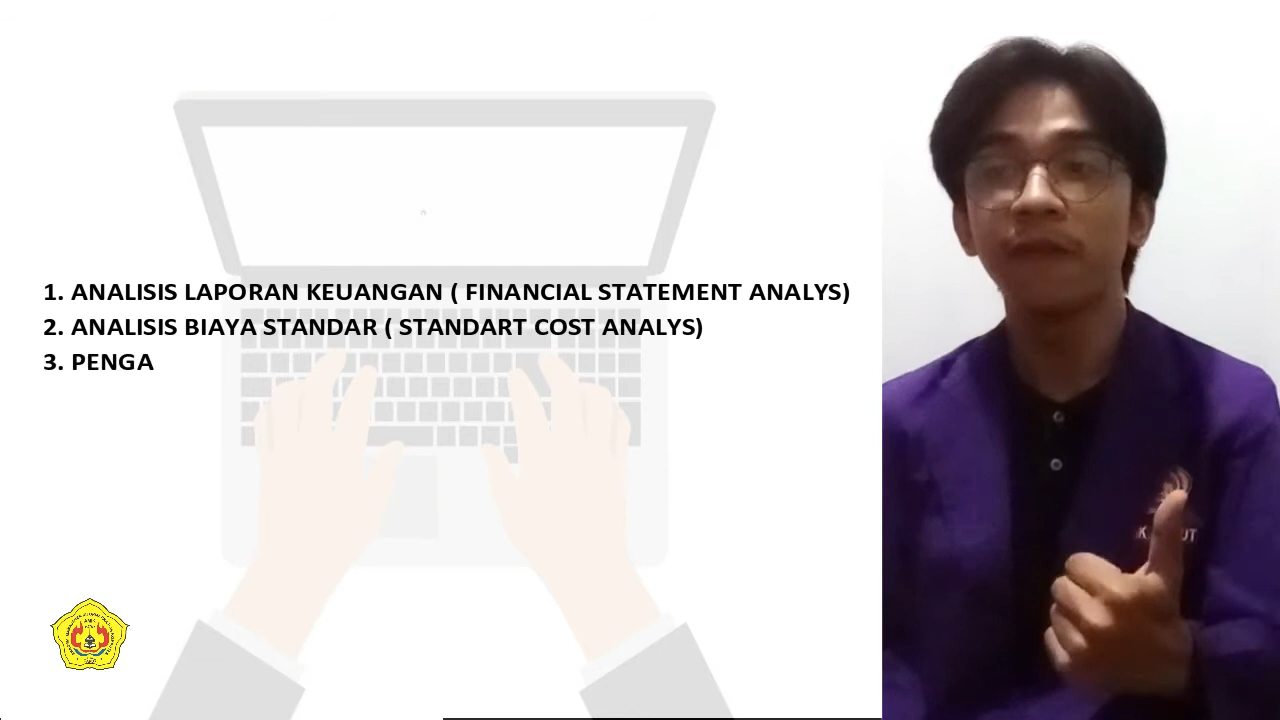 1. ANALISIS LAPORAN KEUANGAN ( FINANCIAL STATEMENT ANALYS)
2. ANALISIS BIAYA STANDAR ( STANDART COST ANALYS)
3. PENGA